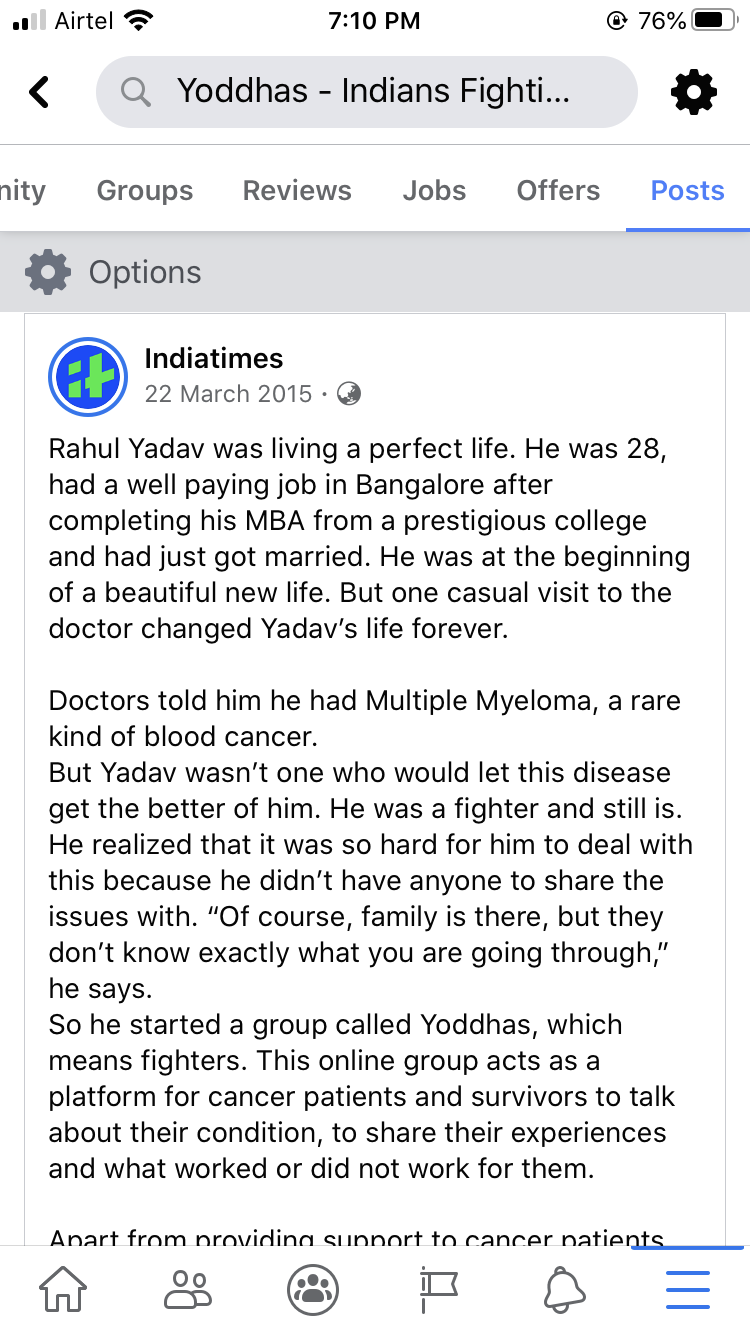 Airtel 7:10 PM 76%
Yoddhas - Indians Fighti...
nity Groups Reviews Jobs Offers Posts
Options
Indiatimes
22 March 2015 ·
Rahul Yadav was living a perfect life. He was 28,
had a well paying job in Bangalore after
completing his MBA from a prestigious college
and had just got married. He was at the beginning
of a beautiful new life. But one casual visit to the
doctor changed Yadav’s life forever.
Doctors told him he had Multiple Myeloma, a rare
kind of blood cancer.
But Yadav wasn’t one who would let this disease
get the better of him. He was a fighter and still is.
He realized that it was so hard for him to deal with
this because he didn’t have anyone to share the
issues with. “Of course, family is there, but they
don’t know exactly what you are going through,”
he says.
So he started a group called Yoddhas, which
means fighters. This online group acts as a
platform for cancer patients and survivors to talk
about their condition, to share their experiences
and what worked or did not work for them.
Apart from providing support to cancer patients